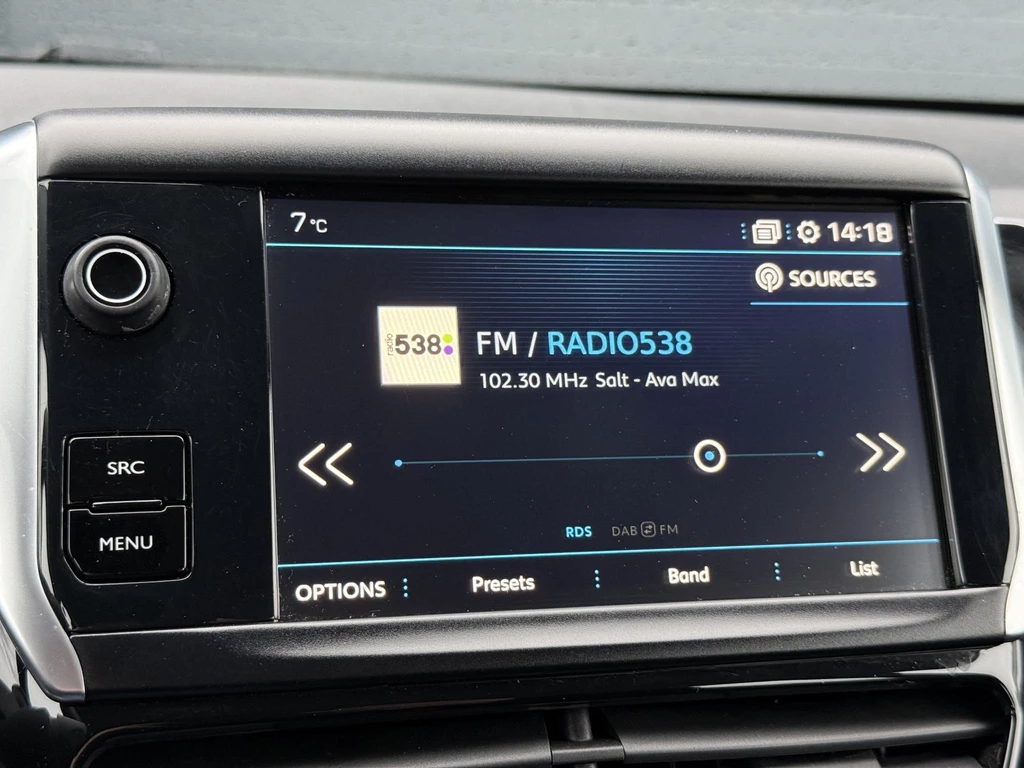 7 °C
14:18
SOURCES
radio 538
FM / RADIO538
102.30 MHz Salt - Ava Max
SRC
MENU
RDS DAB FM
OPTIONS Presets Band List